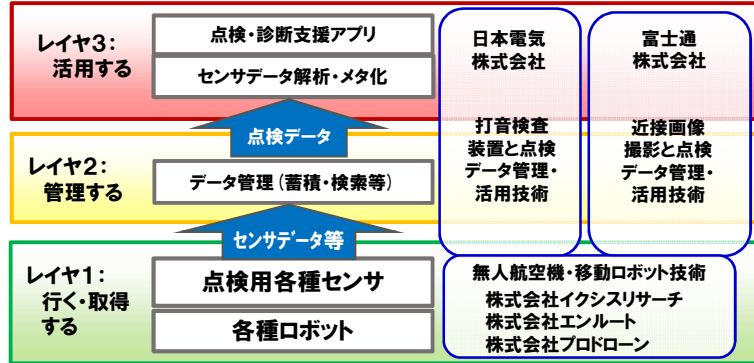 レイヤ3：
活用する
点検・診断支援アプリ
センサデータ解析・メタ化
点検データ
レイヤ2：
管理する
データ管理（蓄積・検索等）
センサデータ等
レイヤ1：
行く・取得
する
点検用各種センサ
各種ロボット
日本電気
株式会社
打音検査
装置と点検
データ管理・
活用技術
富士通
株式会社
近接画像
撮影と点検
データ管理・
活用技術
無人航空機・移動ロボット技術
株式会社イクシスリサーチ
株式会社エンルート
株式会社プロドローン